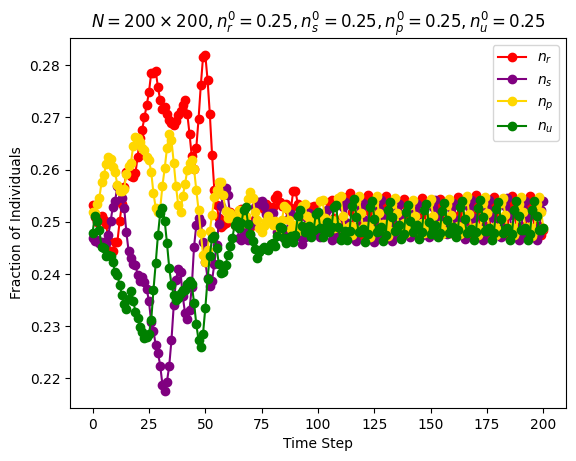 N = 200 × 200, n_r^0 = 0.25, n_s^0 = 0.25, n_p^0 = 0.25, n_u^0 = 0.25
n_r
n_s
n_p
n_u
Fraction of Individuals
0.28
0.27
0.26
0.25
0.24
0.23
0.22
0 25 50 75 100 125 150 175 200
Time Step